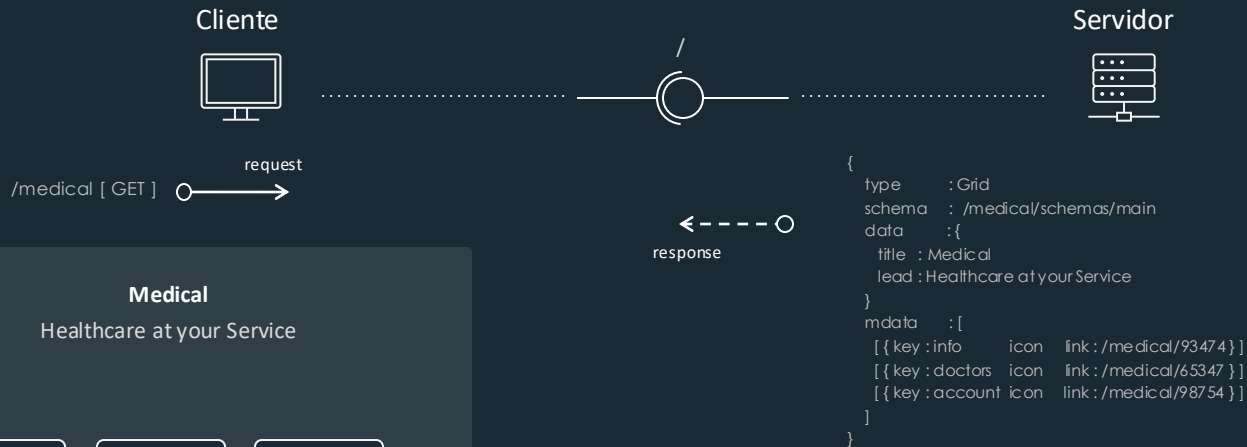 Cliente
Servidor
/
request
/medical [ GET ]
response
{
type : Grid
schema : /medical/schemas/main
data : {
title : Medical
lead : Healthcare at your Service
}
mdata : [
[ { key : info icon link : /medical/93474 } ]
[ { key : doctors icon link : /medical/65347 } ]
[ { key : account icon link : /medical/98754 } ]
]
}
Medical
Healthcare at your Service